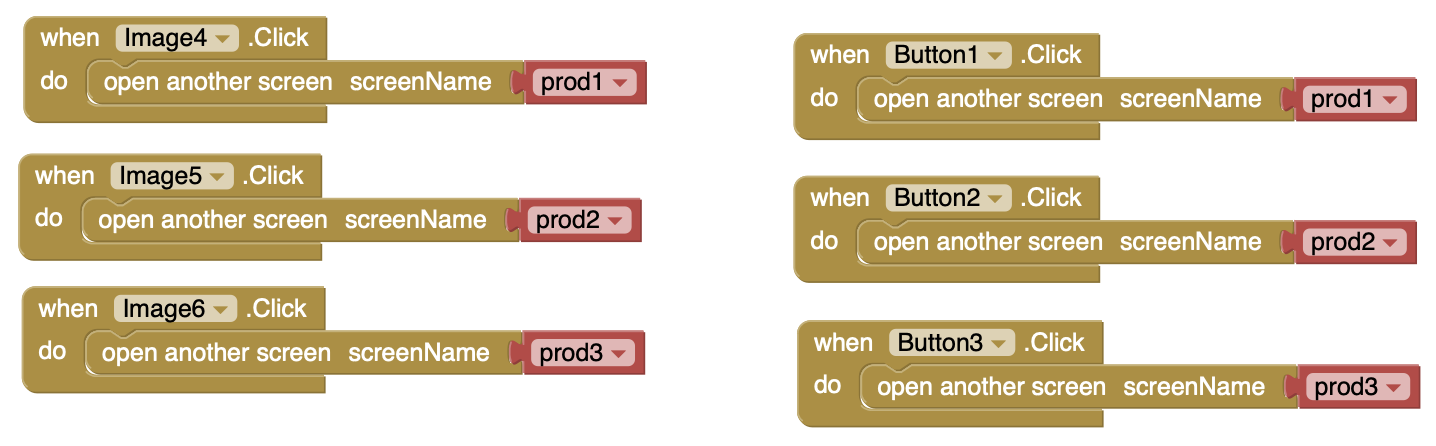 when Image4 .Click
do open another screen screenName prod1
when Image5 .Click
do open another screen screenName prod2
when Image6 .Click
do open another screen screenName prod3
when Button1 .Click
do open another screen screenName prod1
when Button2 .Click
do open another screen screenName prod2
when Button3 .Click
do open another screen screenName prod3